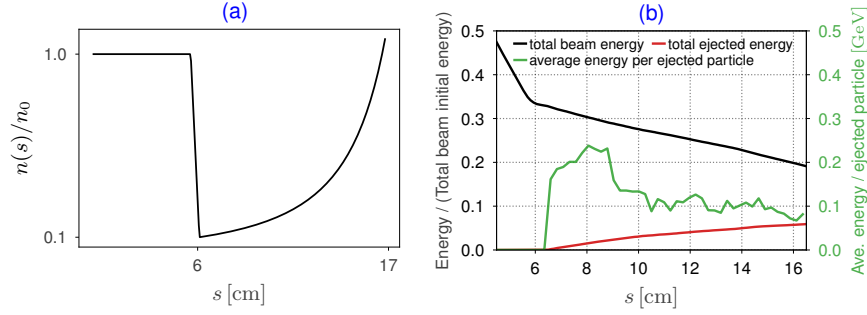 (a)
1.0
0.1
n(s)/n₀
6
17
s [cm]
(b)
0.5
0.4
0.3
0.2
0.1
0.0
Energy / (Total beam initial energy)
total beam energy
total ejected energy
average energy per ejected particle
0.5
0.4
0.3
0.2
0.1
0.0
Ave. energy / ejected particle [GeV]
6 8 10 12 14 16
s [cm]